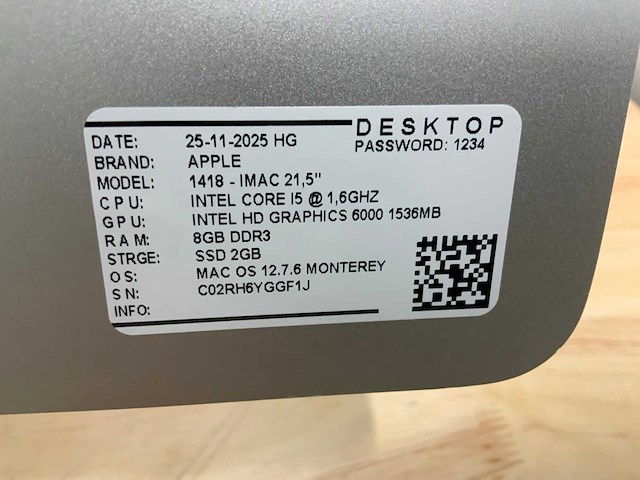 DESKTOP
PASSWORD: 1234
DATE: 25-11-2025 HG
BRAND: APPLE
MODEL: 1418 - IMAC 21,5"
CPU: INTEL CORE I5 @ 1,6GHZ
GPU: INTEL HD GRAPHICS 6000 1536MB
RAM: 8GB DDR3
STRGE: SSD 2GB
OS: MAC OS 12.7.6 MONTEREY
SN: C02RH6YGGF1J
INFO: